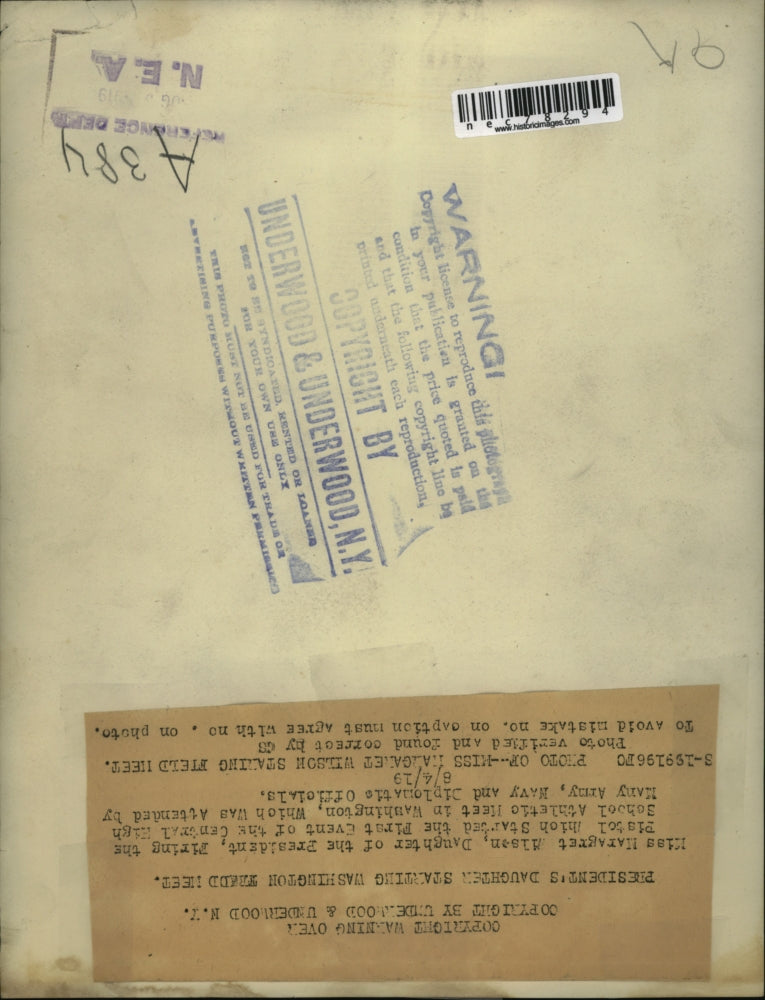 N.E.A
REFERENCE DEPT
A384
necl78294
www.historicimages.com
WARNING!
Copyright license to reproduce this photograph
in your publication is granted on the
condition that the price quoted is paid
and that the following copyright line be
printed underneath each reproduction,
COPYRIGHT BY
UNDERWOOD & UNDERWOOD, N.Y.
NOT TO BE SYNDICATED, RENTED OR LOANED
FOR YOUR OWN USE ONLY
THIS PHOTO MUST NOT BE USED FOR TRADE OR
ADVERTISING PURPOSES WITHOUT WRITTEN PERMISSION
COPYRIGHT WARNING OVER
COPYRIGHT BY UNDERWOOD & UNDERWOOD N.Y.
PRESIDENT'S DAUGHTER STARTING WASHINGTON FIELD MEET.
Miss Maragret Wilson, Daughter of the President, Firing the
Pistol Which Started the First Event of the Central High
School Athletic Meet in Washington, Which Was Attended by
Many Army, Navy and Diplomatic Officials.
8/4/19
S-199196FO PHOTO OF--MISS MARGARET WILSON STARTING FIELD MEET.
Photo verified and found correct by GS
To avoid mistake no. on caption must agree with no. on photo.